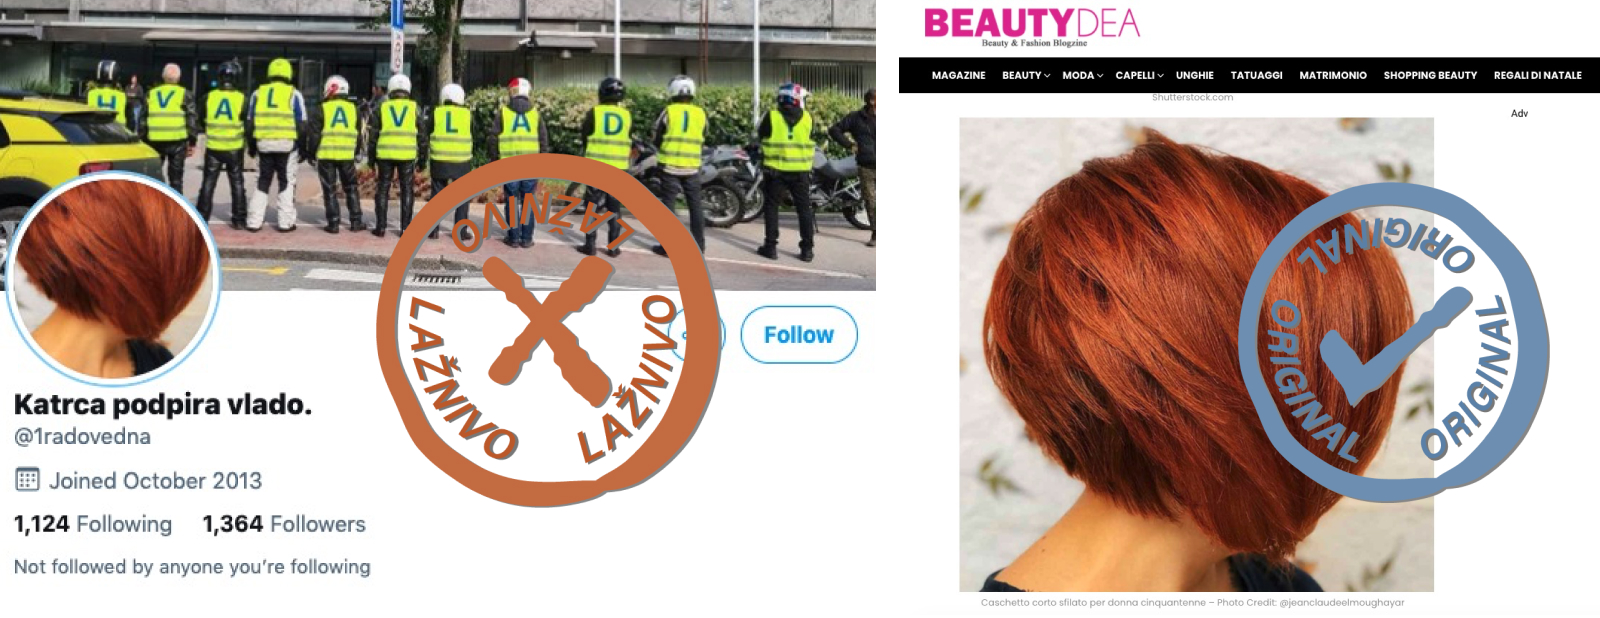 H V A L A V L A D I !
Katrca podpira vlado.
@1radovedna
Joined October 2013
1,124 Following 1,364 Followers
Not followed by anyone you're following
Follow
LAŽNIVO
LAŽNIVO
LAŽNIVO
BEAUTYDEA
Beauty & Fashion Blogzine
MAGAZINE BEAUTY MODA CAPELLI UNGHIE TATUAGGI MATRIMONIO SHOPPING BEAUTY REGALI DI NATALE
Shutterstock.com
Adv
ORIGINAL
ORIGINAL
ORIGINAL
Caschetto corto sfilato per donna cinquantenne – Photo Credit: @jeanclaudeelmoughayar